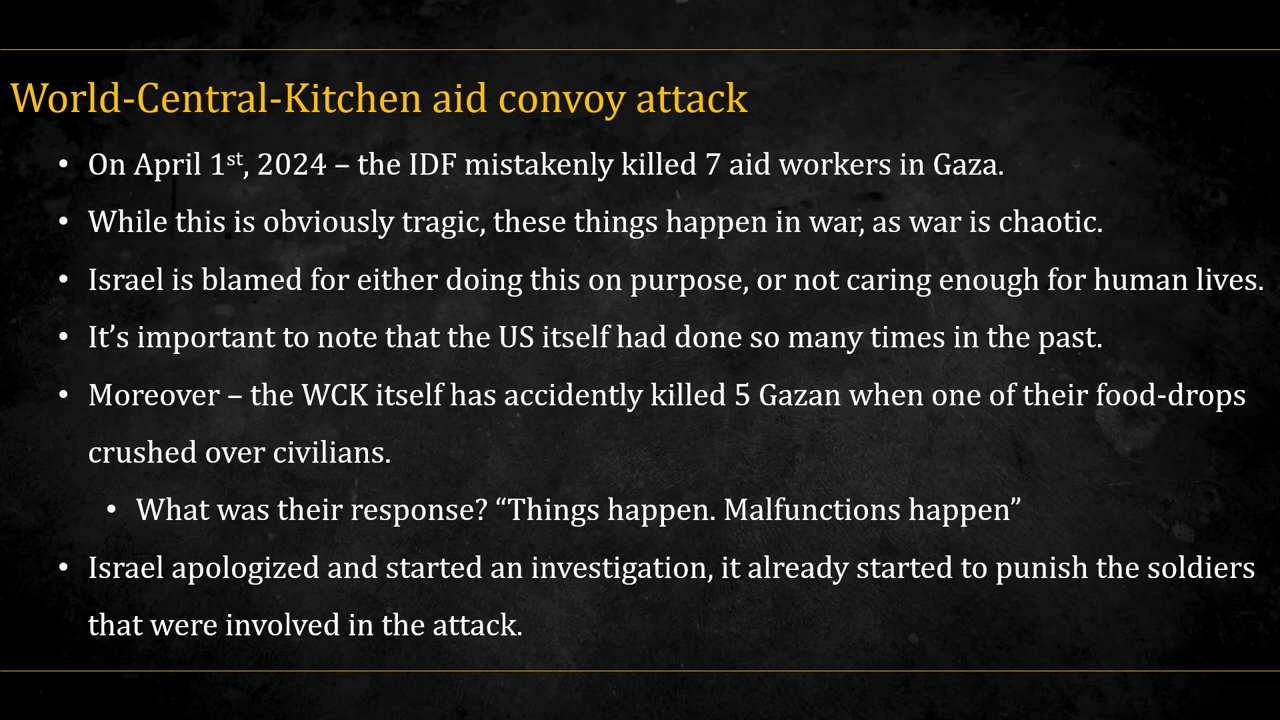 World-Central-Kitchen aid convoy attack
• On April 1st, 2024 – the IDF mistakenly killed 7 aid workers in Gaza.
• While this is obviously tragic, these things happen in war, as war is chaotic.
• Israel is blamed for either doing this on purpose, or not caring enough for human lives.
• It’s important to note that the US itself had done so many times in the past.
• Moreover – the WCK itself has accidently killed 5 Gazan when one of their food-drops
crushed over civilians.
• What was their response? “Things happen. Malfunctions happen”
• Israel apologized and started an investigation, it already started to punish the soldiers
that were involved in the attack.